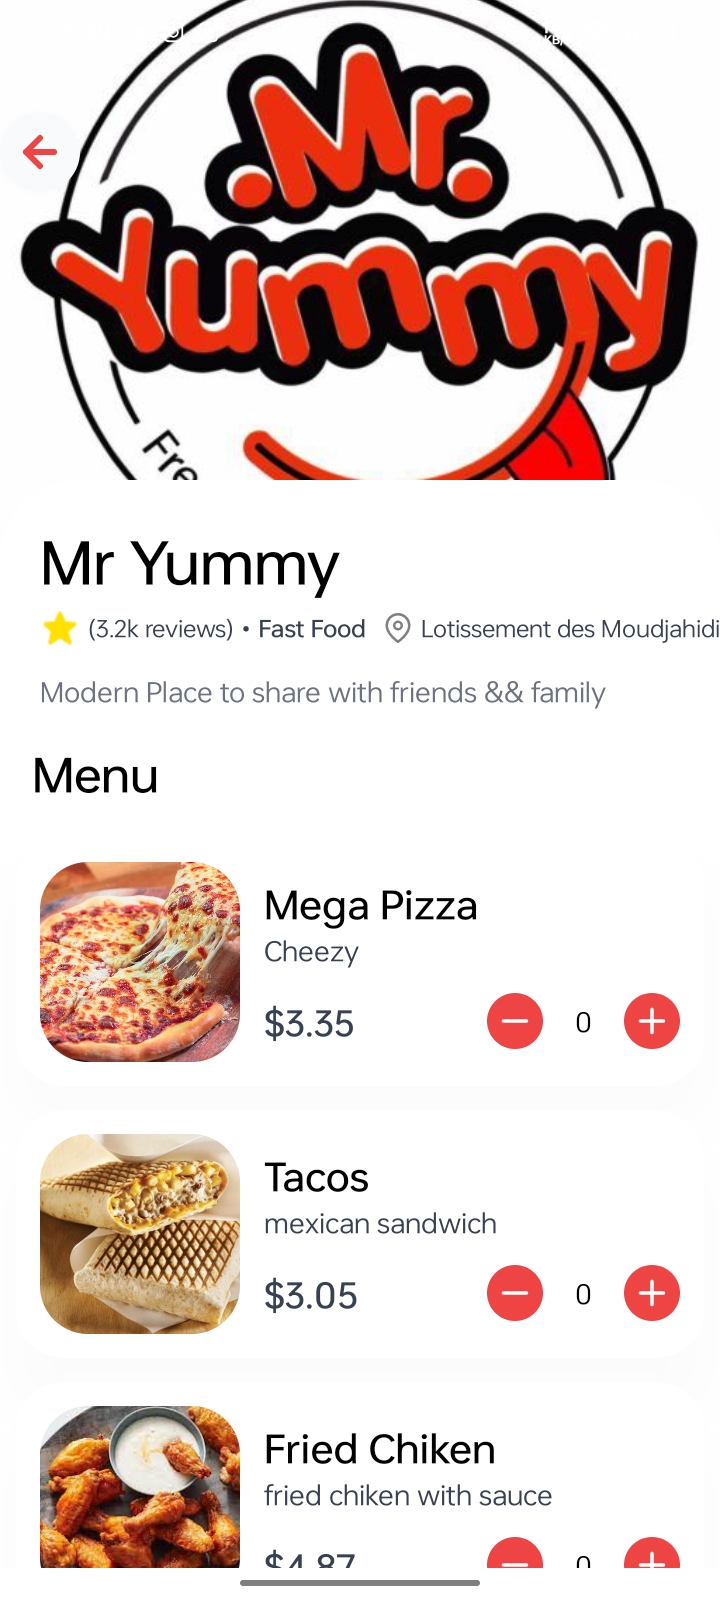 .Mr.
Yummy
Fre
Mr Yummy
(3.2k reviews) • Fast Food Lotissement des Moudjahidi
Modern Place to share with friends && family
Menu
Mega Pizza
Cheezy
$3.35 0
Tacos
mexican sandwich
$3.05 0
Fried Chiken
fried chiken with sauce
$4.87 0